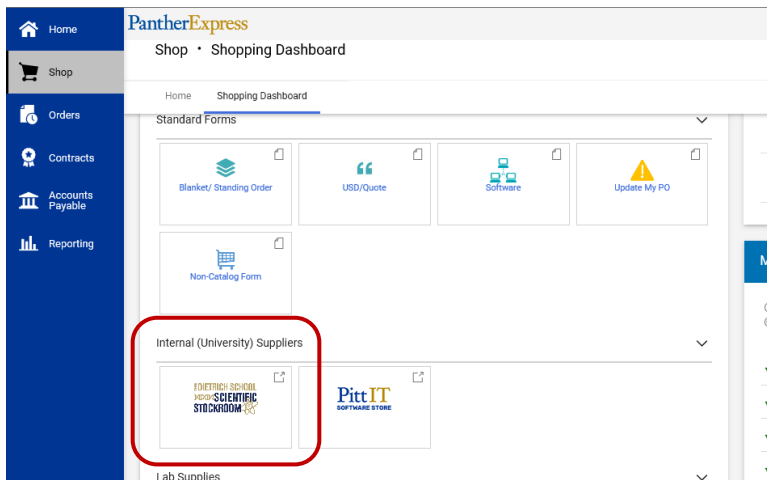 Home
Shop
Orders
Contracts
Accounts
Payable
Reporting
PantherExpress
Shop • Shopping Dashboard
Home Shopping Dashboard
Standard Forms
Blanket/ Standing Order
USD/Quote
Software
Update My PO
Non-Catalog Form
Internal (University) Suppliers
DIETRICH SCHOOL
SCIENTIFIC
STOCKROOM
Pitt IT
SOFTWARE STORE
Lab Supplies
M